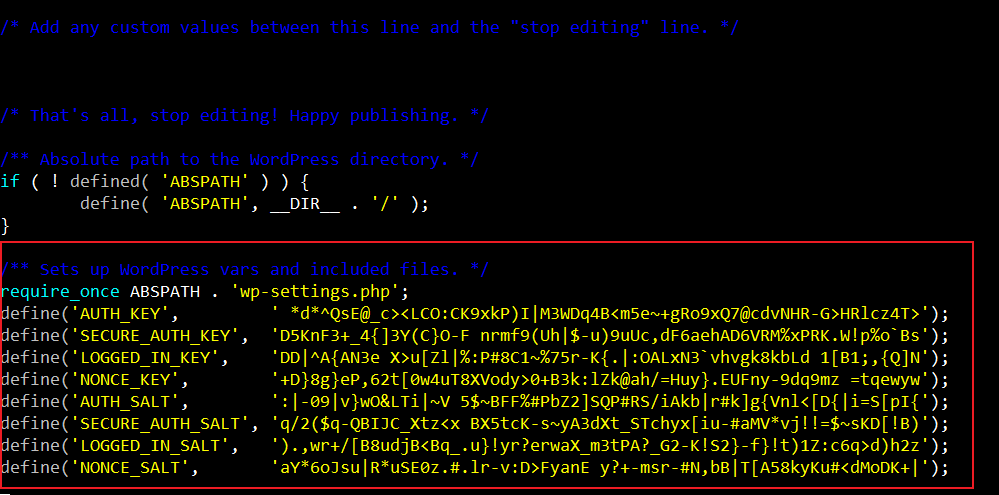 /* Add any custom values between this line and the "stop editing" line. */
/* That's all, stop editing! Happy publishing. */
/** Absolute path to the WordPress directory. */
if ( ! defined( 'ABSPATH' ) ) {
        define( 'ABSPATH', __DIR__ . '/' );
}
/** Sets up WordPress vars and included files. */
require_once ABSPATH . 'wp-settings.php';
define('AUTH_KEY',         ' *d*^QsE@_c><LCO:CK9xkP)I|M3WDq4B<m5e~+gRo9xQ7@cdvNHR-G>HRlcz4T>');
define('SECURE_AUTH_KEY',  'D5KnF3+_4{]3Y(C}O-F nrmf9(Uh|$-u)9uUc,dF6aehAD6VRM%xPRK.W!p%o`Bs');
define('LOGGED_IN_KEY',    'DD|^A{AN3e X>u[Zl|%:P#8C1~%75r-K{.|:OALxN3`vhvgk8kbLd 1[B1;,{Q]N');
define('NONCE_KEY',        '+D}8g}eP,62t[0w4uT8XVody>0+B3k:lZk@ah/=Huy}.EUFny-9dq9mz =tqewyw');
define('AUTH_SALT',        ':|-09|v}wO&LTi|~V 5$~BFF%#PbZ2]SQP#RS/iAkb|r#k]g{Vnl<[D{|i=S[pI{');
define('SECURE_AUTH_SALT', 'q/2($q-QBIJC_Xtz<x BX5tcK-s~yA3dXt_STchyx[iu-#aMV*vj!!=$~sKD[!B)');
define('LOGGED_IN_SALT',   ').,wr+/[B8udjB<Bq_.u}!yr?erwaX_m3tPA?_G2-K!S2}-f}!t)1Z:c6q>d)h2z');
define('NONCE_SALT',       'aY*6oJsu|R*uSE0z.#.lr-v:D>FyanE y?+-msr-#N,bB|T[A58kyKu#<dMoDK+|');